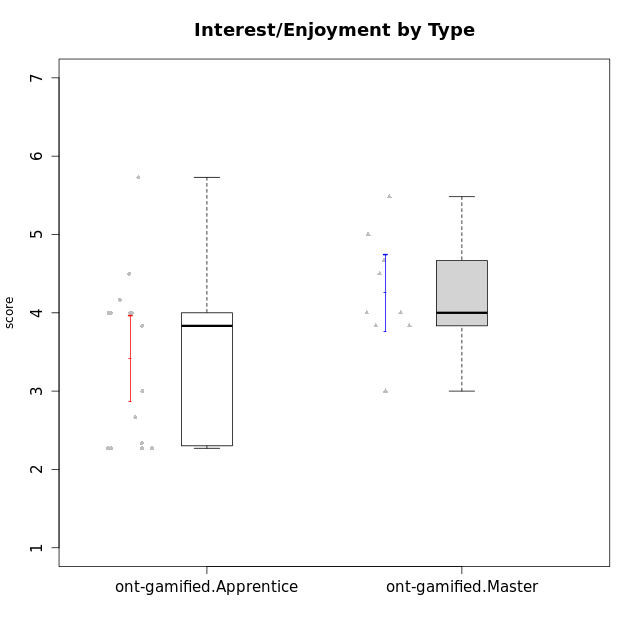 Interest/Enjoyment by Type
7
6
5
4
3
2
1
score
ont-gamified.Apprentice
ont-gamified.Master